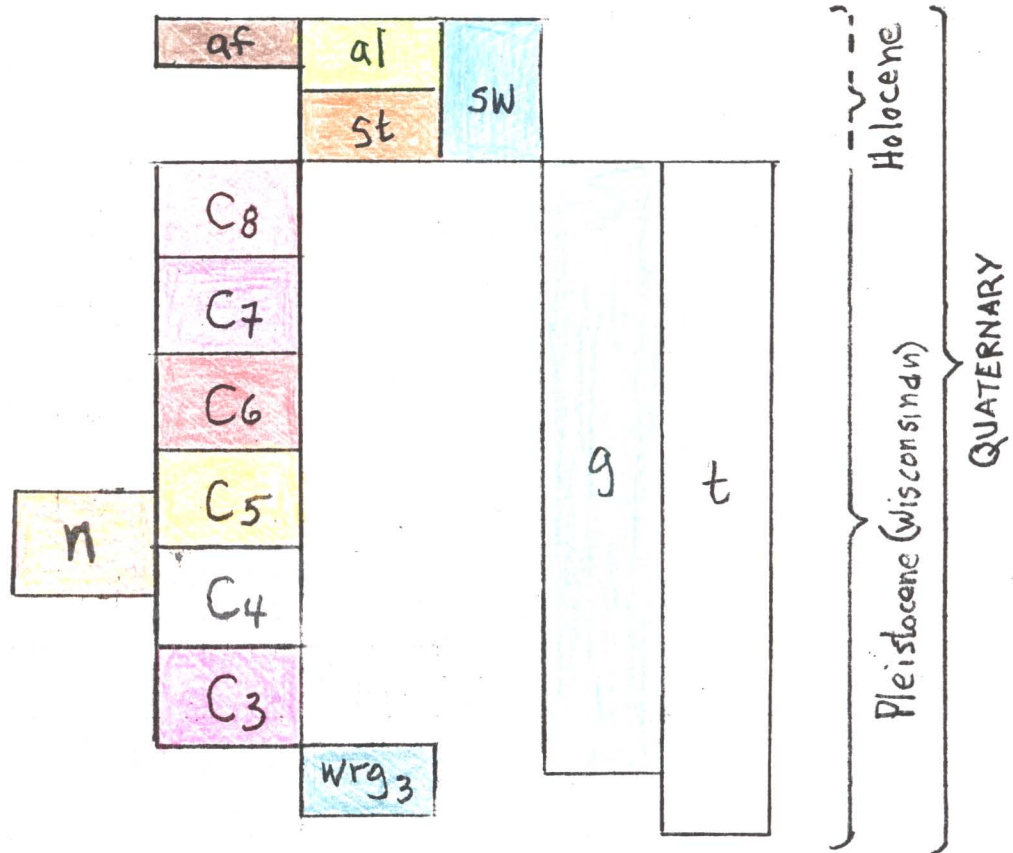 af
al
sw
st
C8
C7
C6
C5
n
C4
C3
wrg3
g
t
Holocene
Pleistocene (Wisconsinan)
QUATERNARY